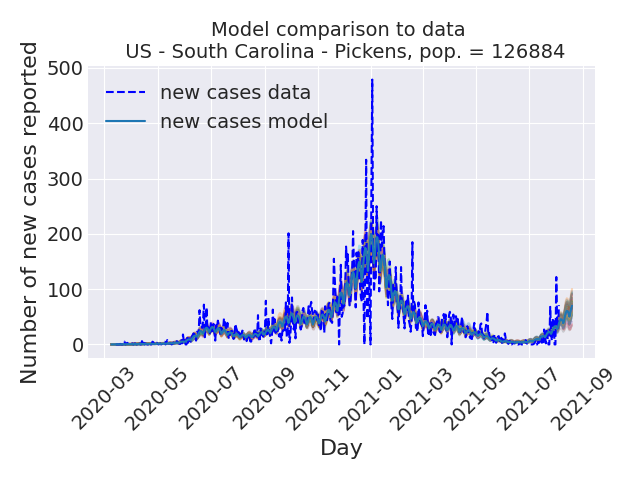 Model comparison to data
US - South Carolina - Pickens, pop. = 126884
Number of new cases reported
500
400
300
200
100
0
new cases data
new cases model
2020-03
2020-05
2020-07
2020-09
2020-11
2021-01
2021-03
2021-05
2021-07
2021-09
Day